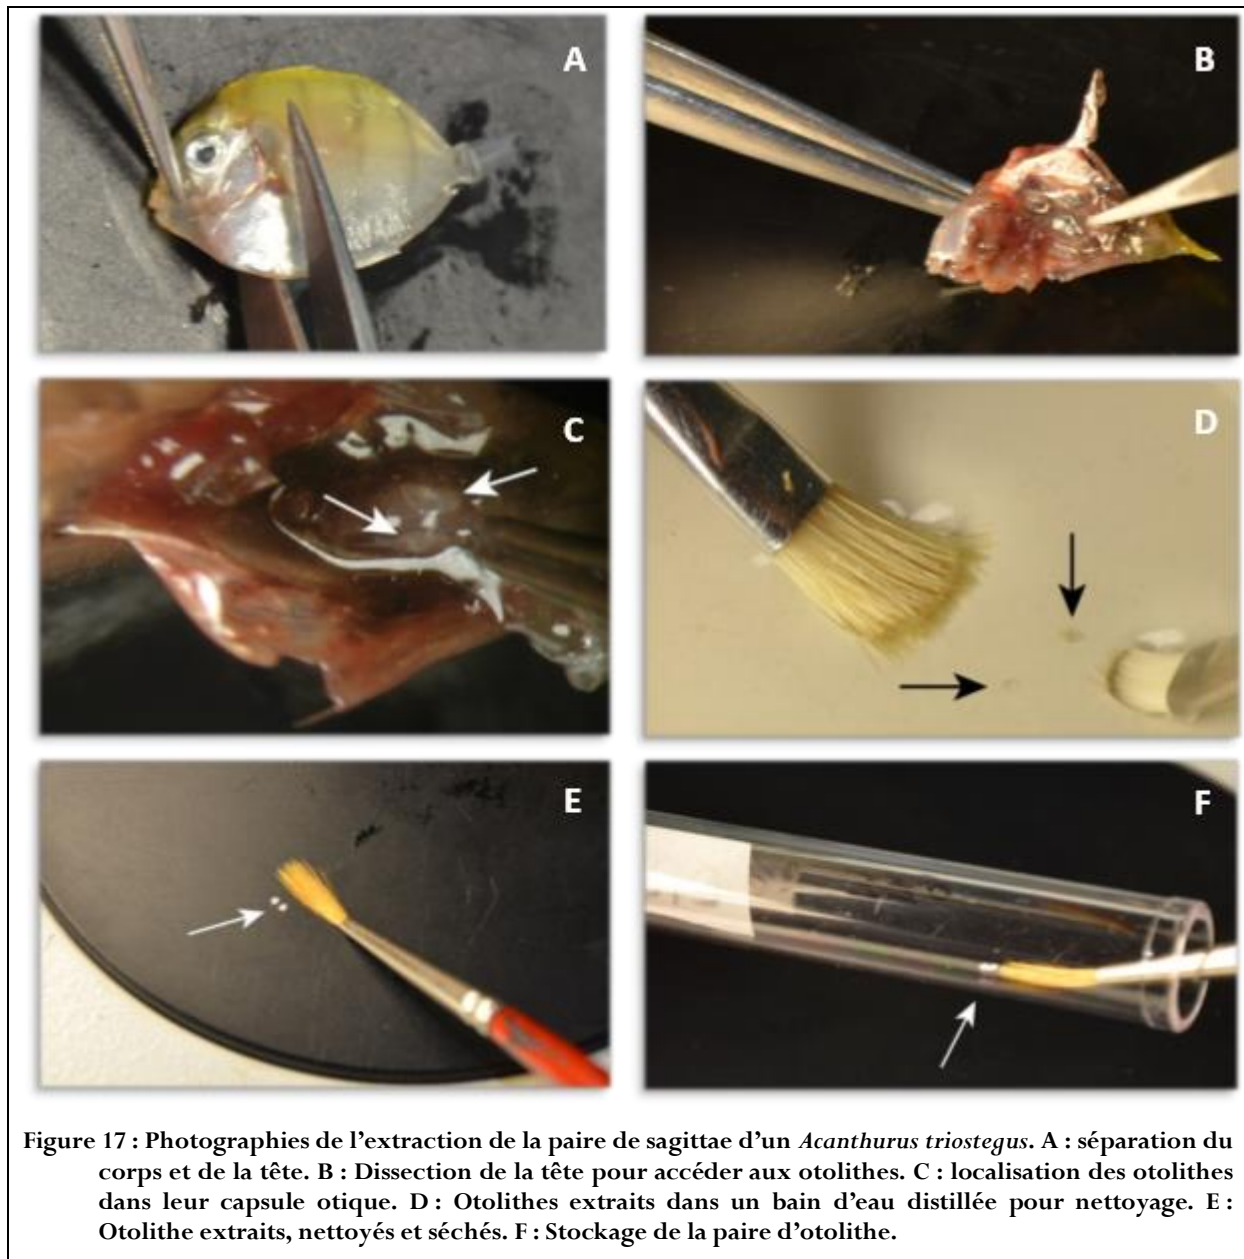 A
B
C
D
E
F
Figure 17 : Photographies de l’extraction de la paire de sagittae d’un Acanthurus triostegus. A : séparation du
corps et de la tête. B : Dissection de la tête pour accéder aux otolithes. C : localisation des otolithes
dans leur capsule otique. D : Otolithes extraits dans un bain d’eau distillée pour nettoyage. E :
Otolithe extraits, nettoyés et séchés. F : Stockage de la paire d’otolithe.